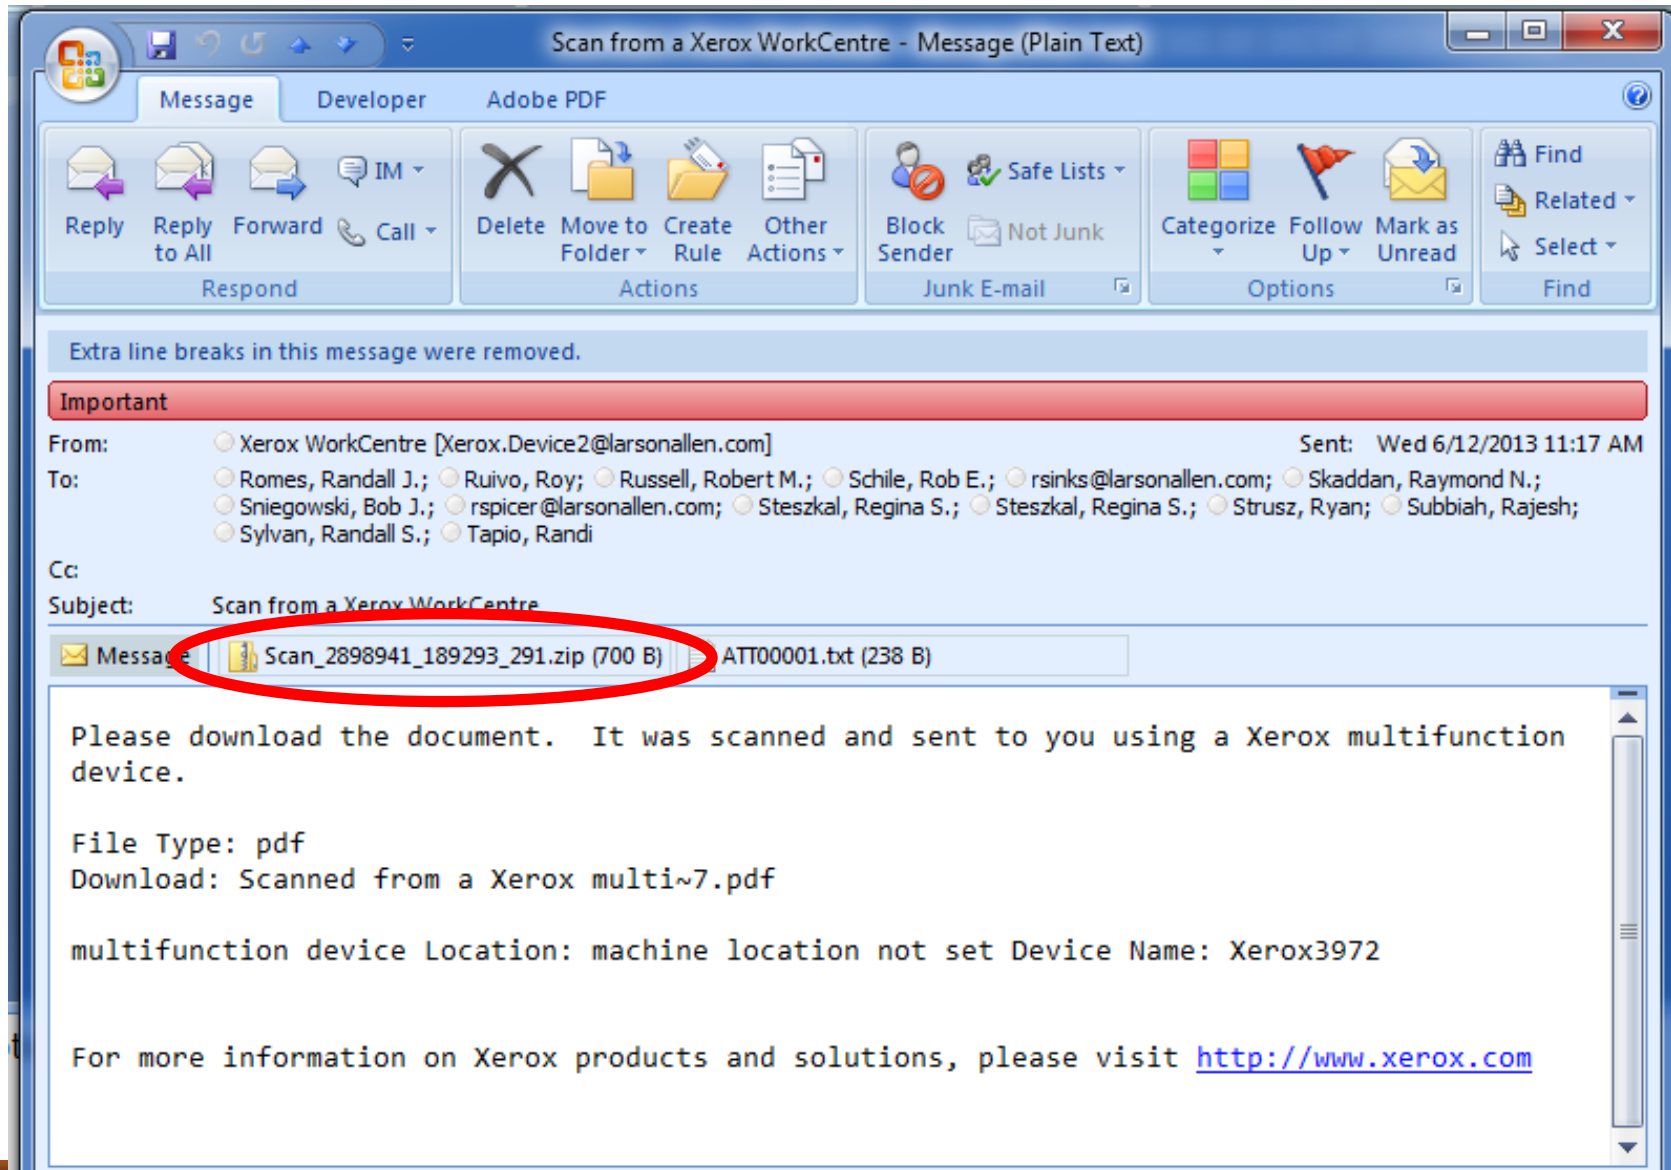 Scan from a Xerox WorkCentre - Message (Plain Text)
Message Developer Adobe PDF
Reply Reply to All Forward IM Call
Delete Move to Folder Create Rule Other Actions
Block Sender Safe Lists Not Junk
Categorize Follow Up Mark as Unread
Find Related Select
Respond Actions Junk E-mail Options Find
Extra line breaks in this message were removed.
Important
From: Xerox WorkCentre [Xerox.Device2@larsonallen.com] Sent: Wed 6/12/2013 11:17 AM
To: Romes, Randall J.; Ruivo, Roy; Russell, Robert M.; Schile, Rob E.; rsinks@larsonallen.com; Skaddan, Raymond N.;
Sniegowski, Bob J.; rspicer@larsonallen.com; Steszkal, Regina S.; Steszkal, Regina S.; Strusz, Ryan; Subbiah, Rajesh;
Sylvan, Randall S.; Tapio, Randi
Cc:
Subject: Scan from a Xerox WorkCentre
Message Scan_2898941_189293_291.zip (700 B) ATT00001.txt (238 B)
Please download the document.  It was scanned and sent to you using a Xerox multifunction
device.
File Type: pdf
Download: Scanned from a Xerox multi~7.pdf
multifunction device Location: machine location not set Device Name: Xerox3972
For more information on Xerox products and solutions, please visit http://www.xerox.com